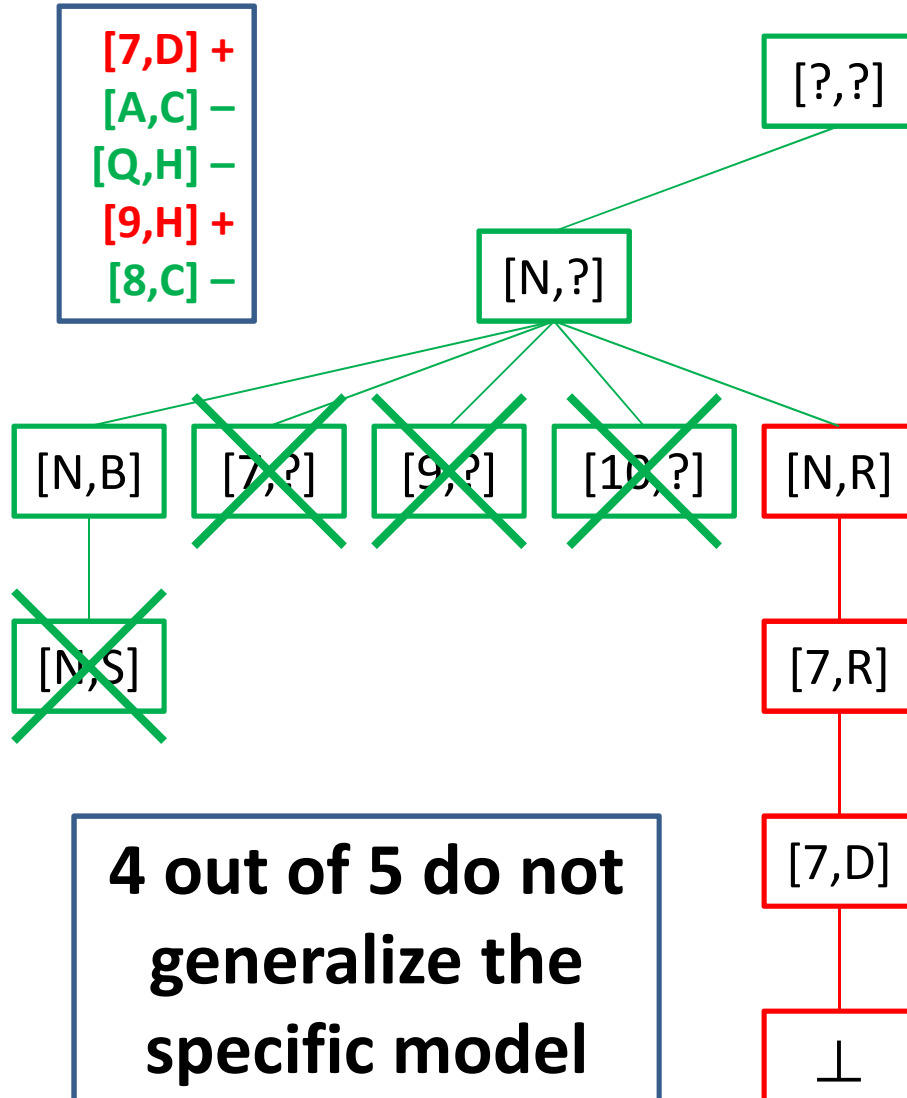 [7,D] +
[A,C] –
[Q,H] –
[9,H] +
[8,C] –
[?,?]
[N,?]
[N,B]
[7,?]
[9,?]
[10,?]
[N,R]
[N,S]
[7,R]
[7,D]
⊥
4 out of 5 do not
generalize the
specific model